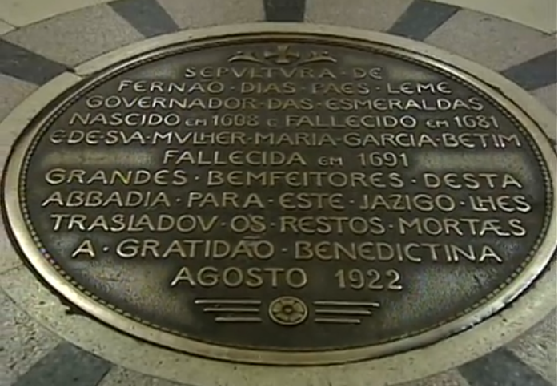 SEPVLTVRA · DE
FERNAO · DIAS · PAES · LEME
GOVERNADOR · DAS · ESMERALDAS
NASCIDO EM 1608 E FALLECIDO EM 1681
E · DE · SVA · MVLHER · MARIA · GARCIA · BETIM
FALLECIDA EM 1691
GRANDES · BEMFEITORES · DESTA
ABBADIA · PARA · ESTE · JAZIGO · LHES
TRASLADOV · OS · RESTOS · MORTÆS
A · GRATIDÃO · BENEDICTINA
AGOSTO 1922